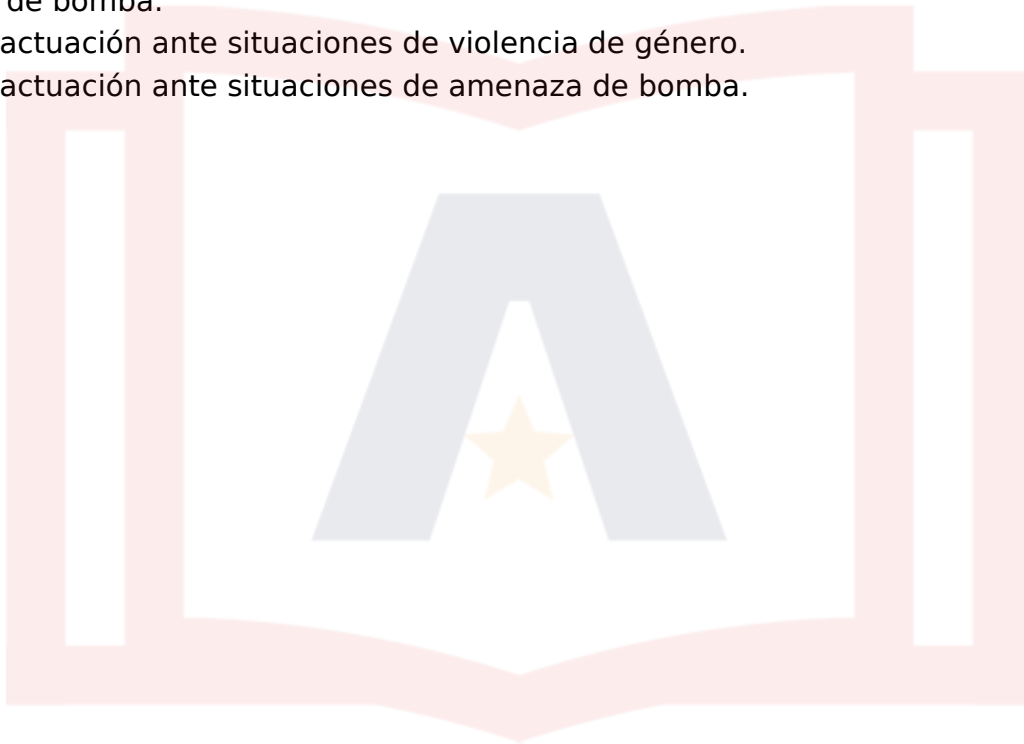 de bomba.
actuación ante situaciones de violencia de género.
actuación ante situaciones de amenaza de bomba.